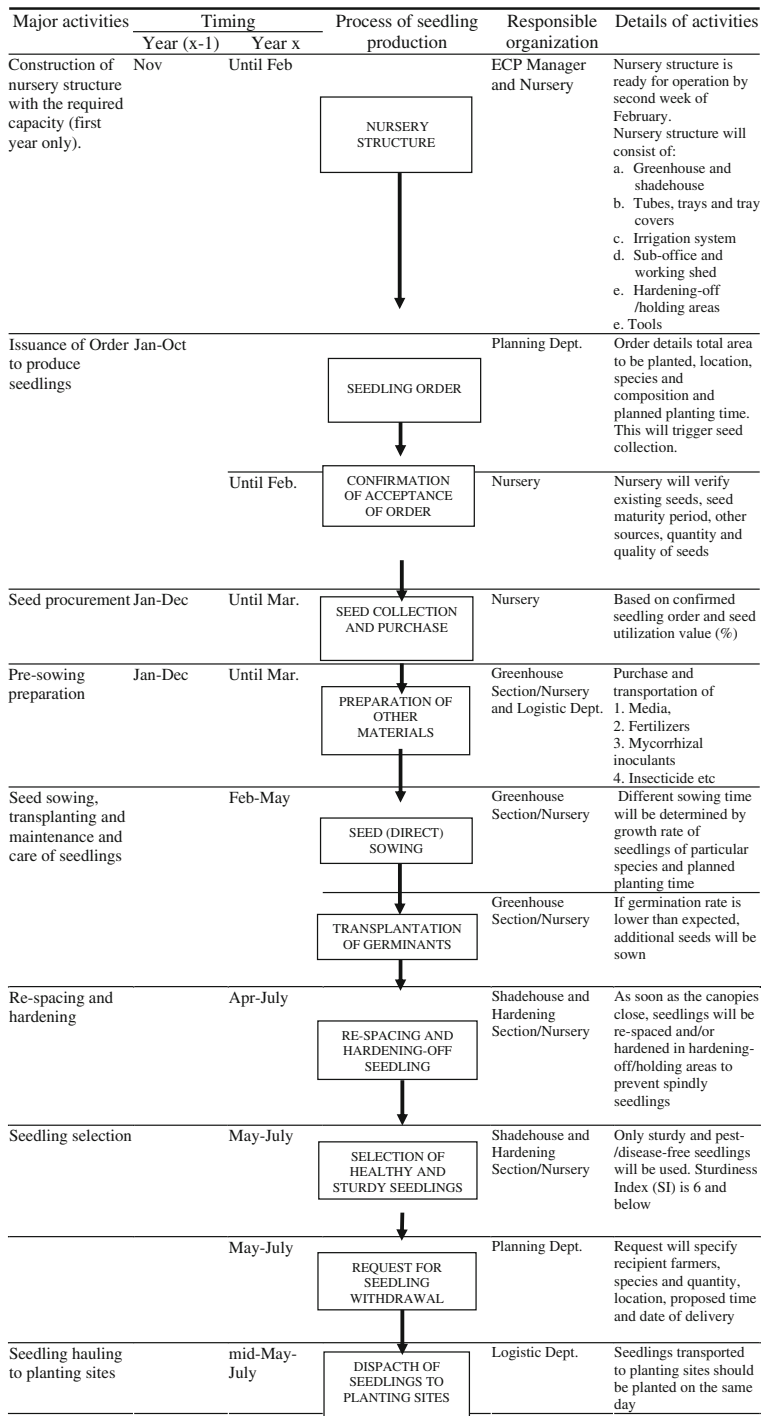 Major activities
Timing
Year (x-1)
Year x
Process of seedling
production
Responsible
organization
Details of activities
Construction of
nursery structure
with the required
capacity (first
year only).
Nov
Until Feb
NURSERY
STRUCTURE
ECP Manager
and Nursery
Nursery structure is
ready for operation by
second week of
February.
Nursery structure will
consist of:
a. Greenhouse and
shadehouse
b. Tubes, trays and tray
covers
c. Irrigation system
d. Sub-office and
working shed
e. Hardening-off
/holding areas
e. Tools
Issuance of Order
to produce
seedlings
Jan-Oct
SEEDLING ORDER
Planning Dept.
Order details total area
to be planted, location,
species and
composition and
planned planting time.
This will trigger seed
collection.
Until Feb.
CONFIRMATION
OF ACCEPTANCE
OF ORDER
Nursery
Nursery will verify
existing seeds, seed
maturity period, other
sources, quantity and
quality of seeds
Seed procurement
Jan-Dec
Until Mar.
SEED COLLECTION
AND PURCHASE
Nursery
Based on confirmed
seedling order and seed
utilization value (%)
Pre-sowing
preparation
Jan-Dec
Until Mar.
PREPARATION OF
OTHER
MATERIALS
Greenhouse
Section/Nursery
and Logistic Dept.
Purchase and
transportation of
1. Media,
2. Fertilizers
3. Mycorrhizal
inoculants
4. Insecticide etc
Seed sowing,
transplanting and
maintenance and
care of seedlings
Feb-May
SEED (DIRECT)
SOWING
Greenhouse
Section/Nursery
Different sowing time
will be determined by
growth rate of
seedlings of particular
species and planned
planting time
TRANSPLANTATION
OF GERMINANTS
Greenhouse
Section/Nursery
If germination rate is
lower than expected,
additional seeds will be
sown
Re-spacing and
hardening
Apr-July
RE-SPACING AND
HARDENING-OFF
SEEDLING
Shadehouse and
Hardening
Section/Nursery
As soon as the canopies
close, seedlings will be
re-spaced and/or
hardened in hardening-
off/holding areas to
prevent spindly
seedlings
Seedling selection
May-July
SELECTION OF
HEALTHY AND
STURDY SEEDLINGS
Shadehouse and
Hardening
Section/Nursery
Only sturdy and pest-
/disease-free seedlings
will be used. Sturdiness
Index (SI) is 6 and
below
May-July
REQUEST FOR
SEEDLING
WITHDRAWAL
Planning Dept.
Request will specify
recipient farmers,
species and quantity,
location, proposed time
and date of delivery
Seedling hauling
to planting sites
mid-May-
July
DISPACTH OF
SEEDLINGS TO
PLANTING SITES
Logistic Dept.
Seedlings transported
to planting sites should
be planted on the same
day